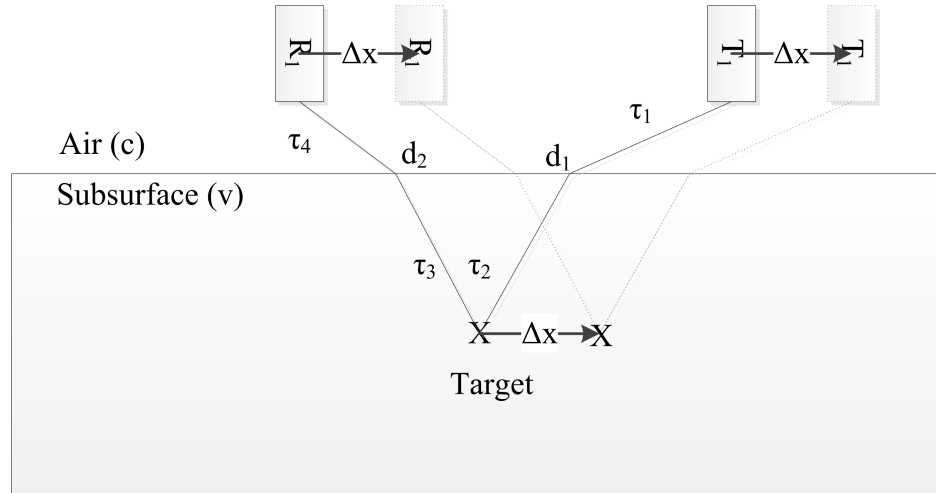 R₁ Δx R₁ T₁ Δx T₁
τ₁
τ₄
Air (c) d₂ d₁
Subsurface (v)
τ₃ τ₂
X Δx X
Target